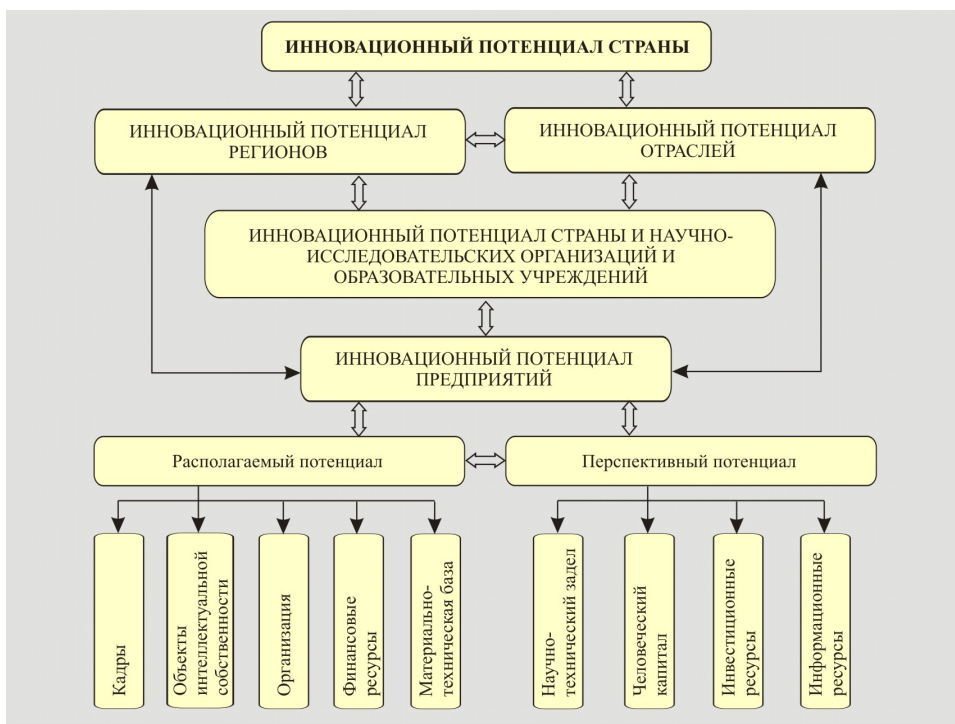 ИННОВАЦИОННЫЙ ПОТЕНЦИАЛ СТРАНЫ
ИННОВАЦИОННЫЙ ПОТЕНЦИАЛ
РЕГИОНОВ
ИННОВАЦИОННЫЙ ПОТЕНЦИАЛ
ОТРАСЛЕЙ
ИННОВАЦИОННЫЙ ПОТЕНЦИАЛ СТРАНЫ И НАУЧНО-
ИССЛЕДОВАТЕЛЬСКИХ ОРГАНИЗАЦИЙ И
ОБРАЗОВАТЕЛЬНЫХ УЧРЕЖДЕНИЙ
ИННОВАЦИОННЫЙ ПОТЕНЦИАЛ
ПРЕДПРИЯТИЙ
Располагаемый потенциал
Перспективный потенциал
Кадры
Объекты
интеллектуальной
собственности
Организация
Финансовые
ресурсы
Материально-
техническая база
Научно-
технический задел
Человеческий
капитал
Инвестиционные
ресурсы
Информационные
ресурсы